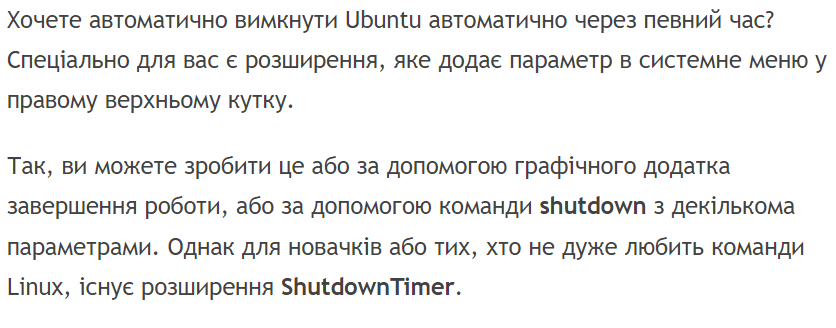 Хочете автоматично вимкнути Ubuntu автоматично через певний час?
Спеціально для вас є розширення, яке додає параметр в системне меню у
правому верхньому кутку.
Так, ви можете зробити це або за допомогою графічного додатка
завершення роботи, або за допомогою команди shutdown з декількома
параметрами. Однак для новачків або тих, хто не дуже любить команди
Linux, існує розширення ShutdownTimer.